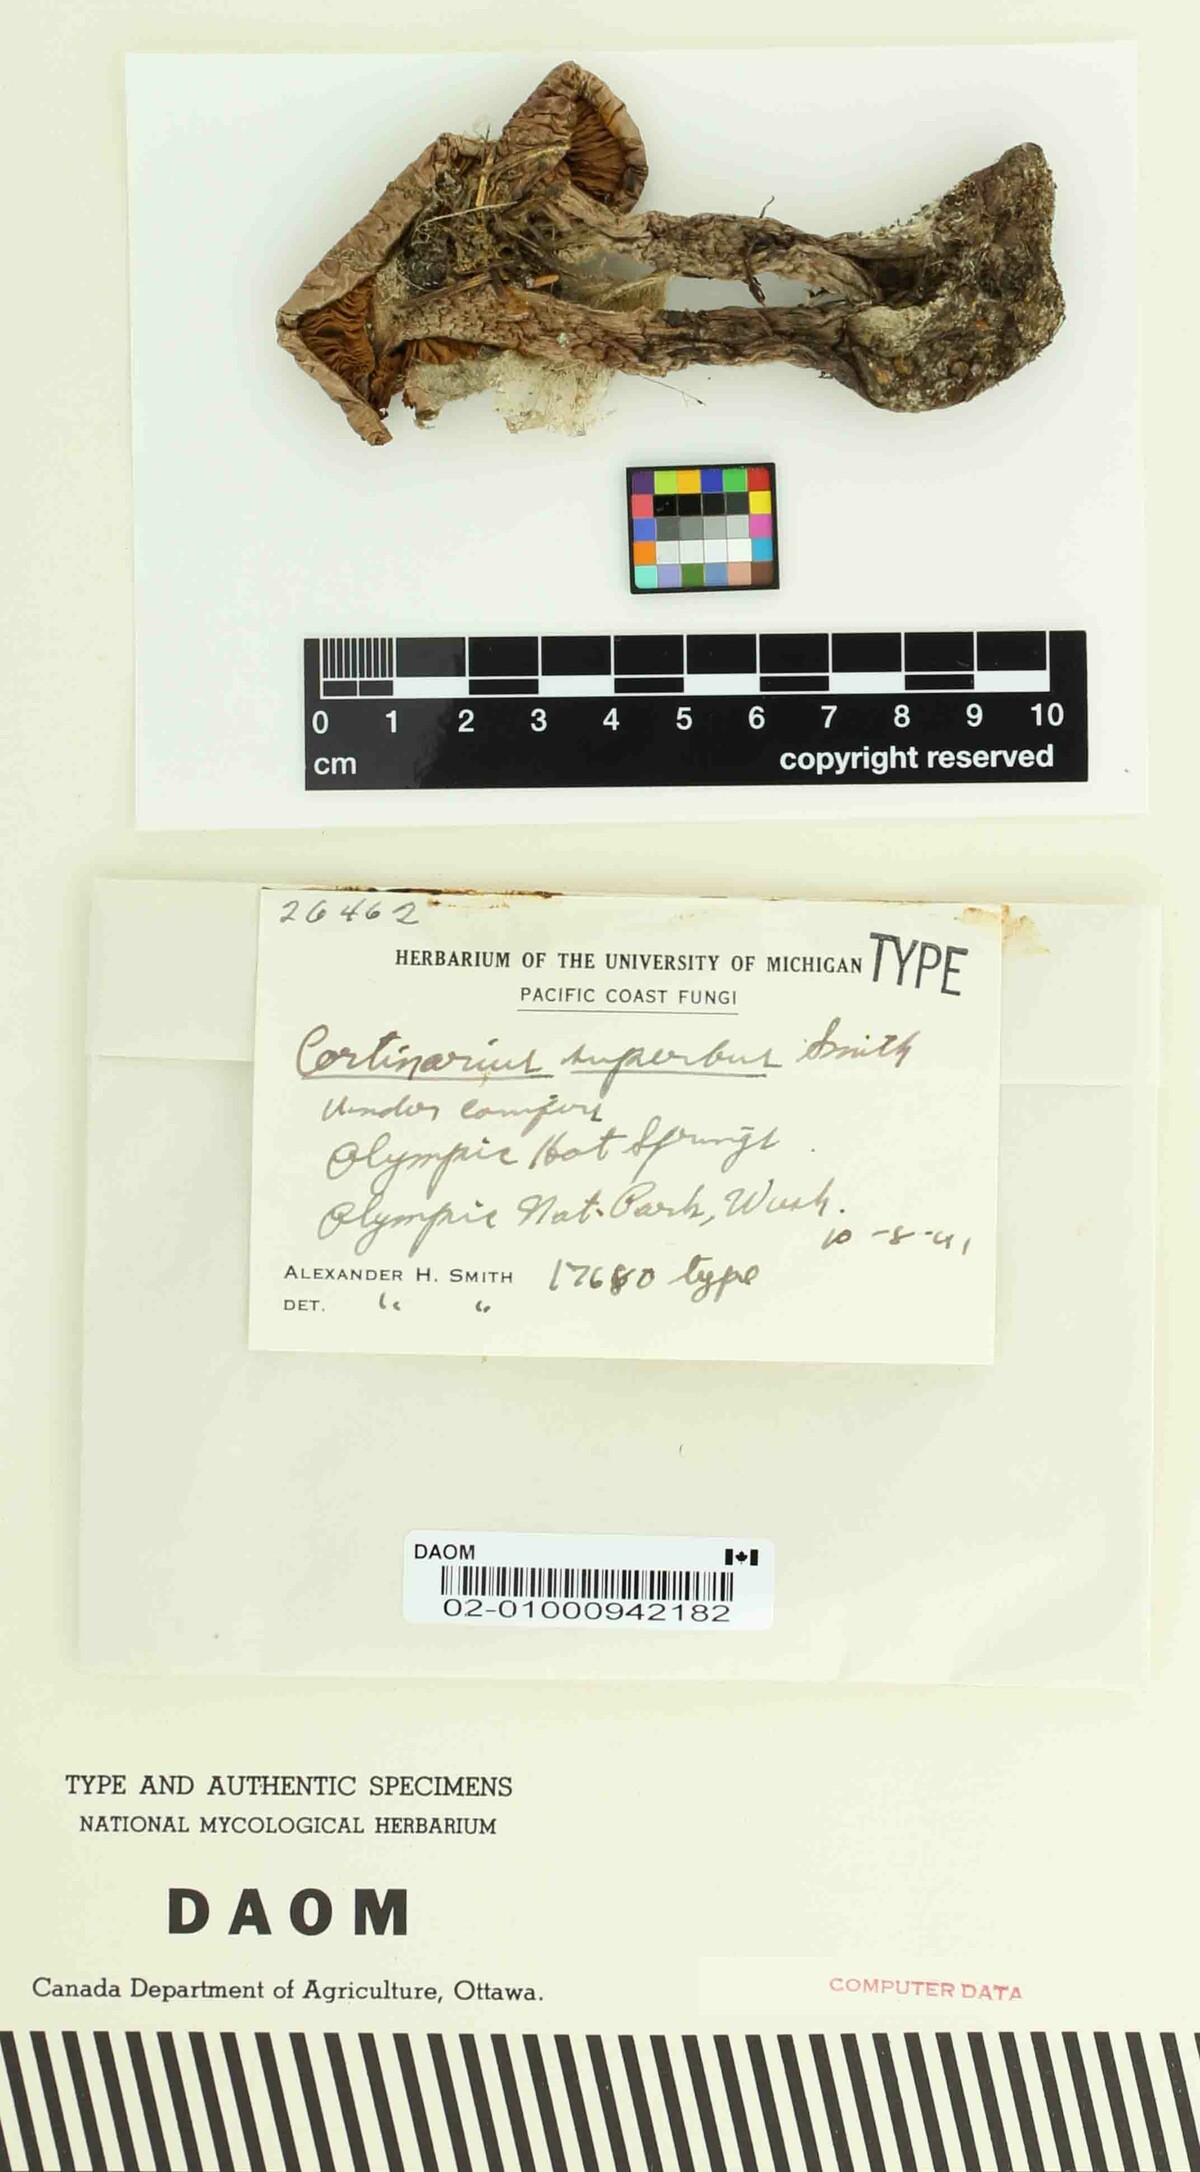 0 1 2 3 4 5 6 7 8 9 10
cm copyright reserved
26462
HERBARIUM OF THE UNIVERSITY OF MICHIGAN TYPE
PACIFIC COAST FUNGI
Cortinarius superbus Smith
Under conifers
Olympic Hot Springs
Olympic Nat. Park, Wash.
10-8-41
ALEXANDER H. SMITH 17680 type
DET. " "
DAOM
02-01000942182
TYPE AND AUTHENTIC SPECIMENS
NATIONAL MYCOLOGICAL HERBARIUM
DAOM
Canada Department of Agriculture, Ottawa.
COMPUTER DATA